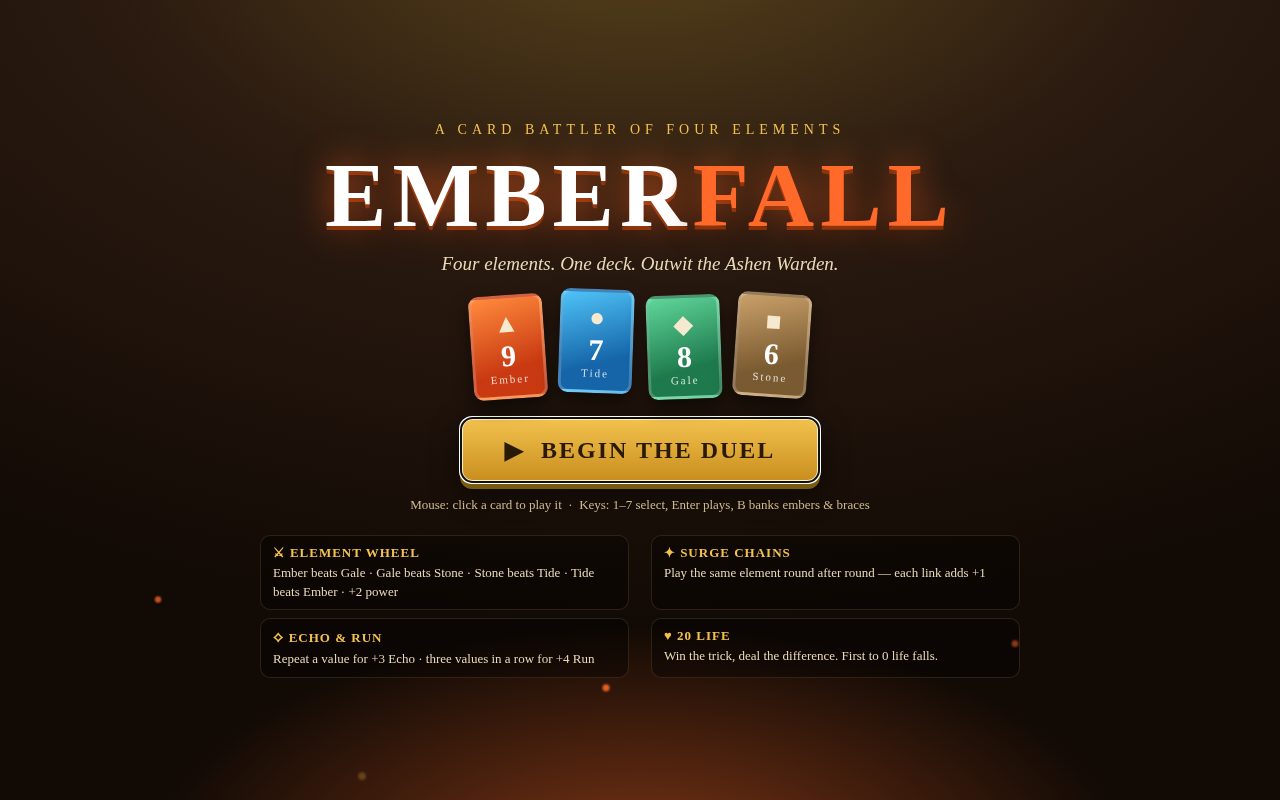 A CARD BATTLER OF FOUR ELEMENTS
EMBERFALL
Four elements. One deck. Outwit the Ashen Warden.
9
Ember
7
Tide
8
Gale
6
Stone
▶ BEGIN THE DUEL
Mouse: click a card to play it · Keys: 1–7 select, Enter plays, B banks embers & braces
⚔ ELEMENT WHEEL
Ember beats Gale · Gale beats Stone · Stone beats Tide · Tide
beats Ember · +2 power
✦ SURGE CHAINS
Play the same element round after round — each link adds +1
✧ ECHO & RUN
Repeat a value for +3 Echo · three values in a row for +4 Run
♥ 20 LIFE
Win the trick, deal the difference. First to 0 life falls.